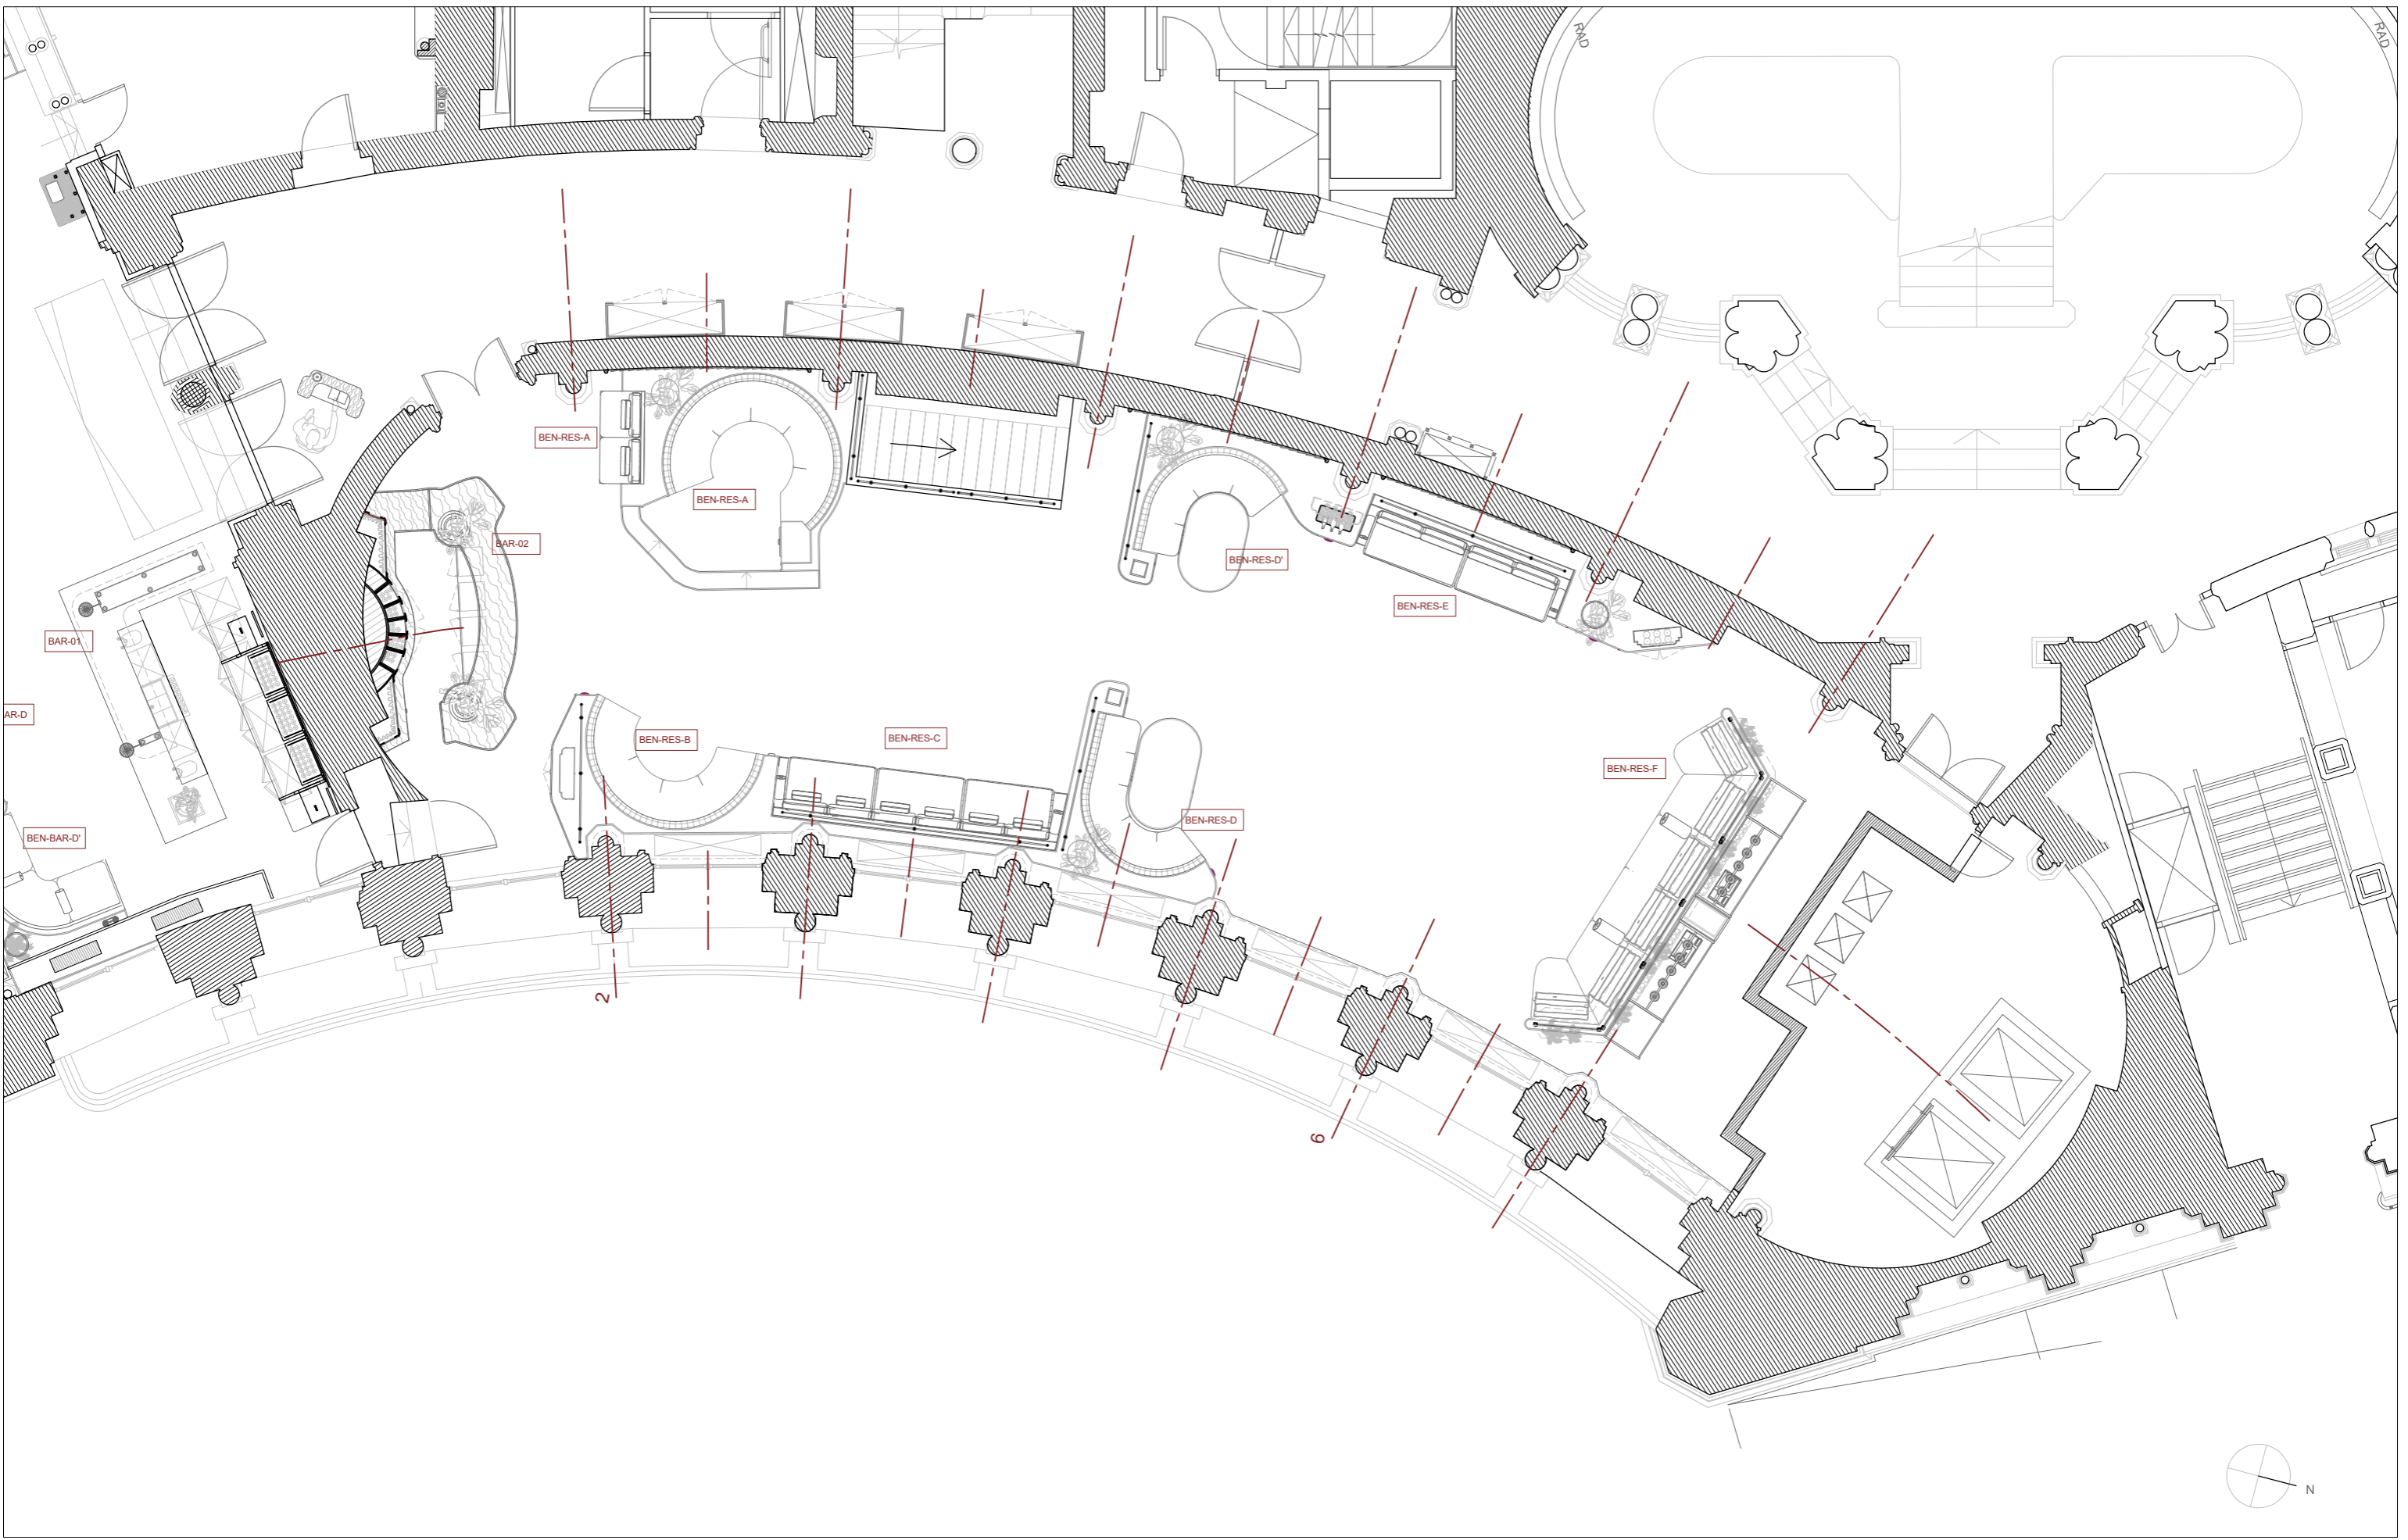 RAD
RAD
BEN-RES-A
BEN-RES-A
BAR-02
BEN-RES-D'
BEN-RES-E
BAR-01
AR-D
BEN-RES-B
BEN-RES-C
BEN-RES-F
BEN-RES-D
BEN-BAR-D'
2
6
N